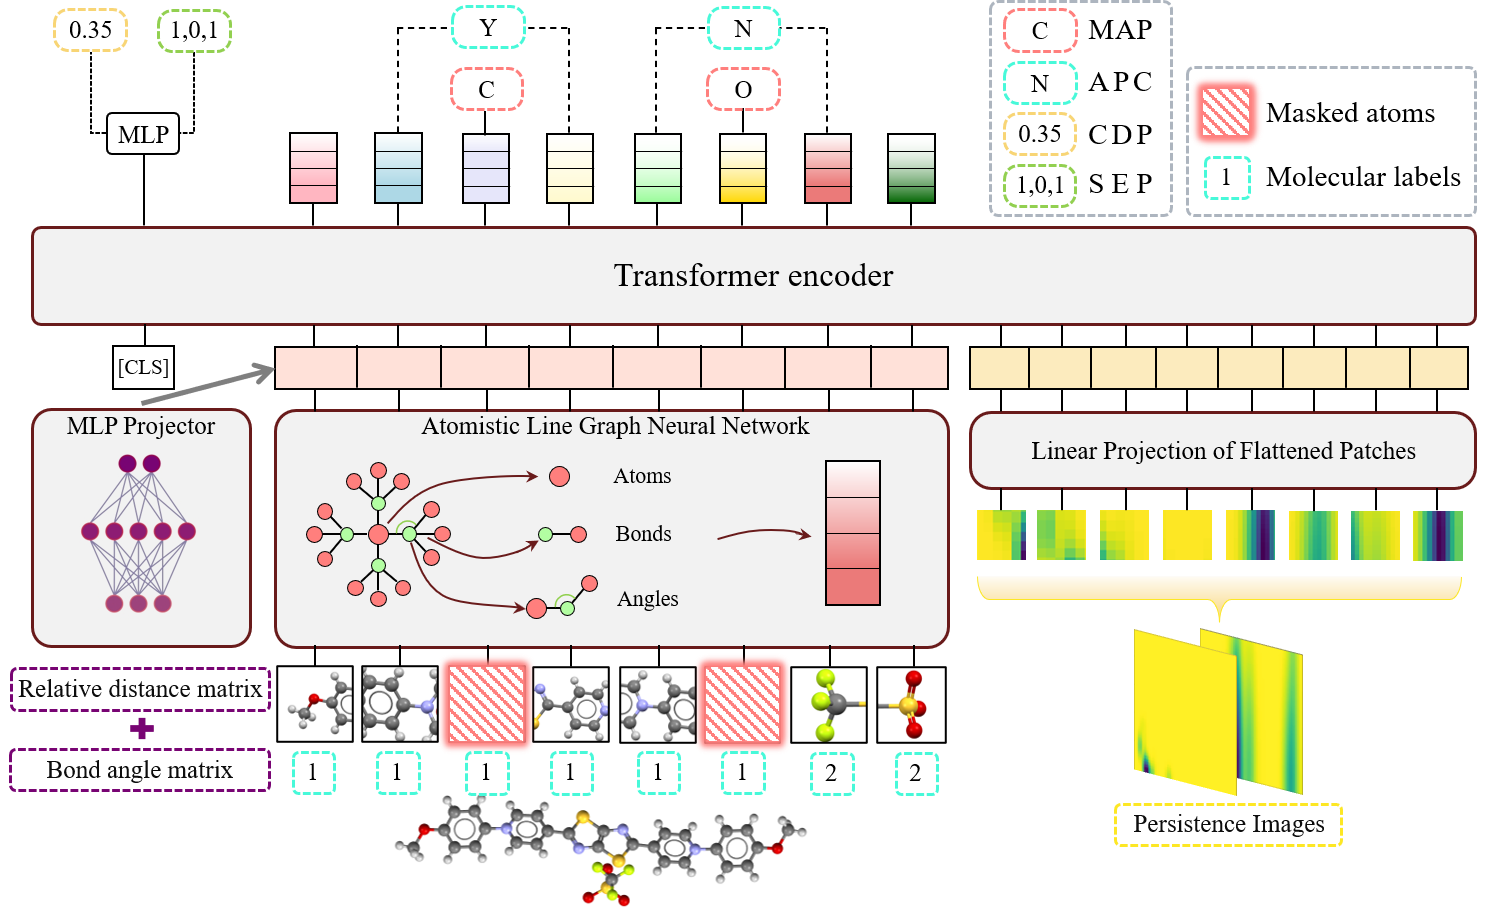 0.35
1,0,1
Y
N
C
O
MLP
C MAP
N APC
0.35 CDP
1,0,1 SEP
Masked atoms
1 Molecular labels
Transformer encoder
[CLS]
MLP Projector
Atomistic Line Graph Neural Network
Atoms
Bonds
Angles
Linear Projection of Flattened Patches
Relative distance matrix
Bond angle matrix
1 1 1 1 1 1 2 2
Persistence Images